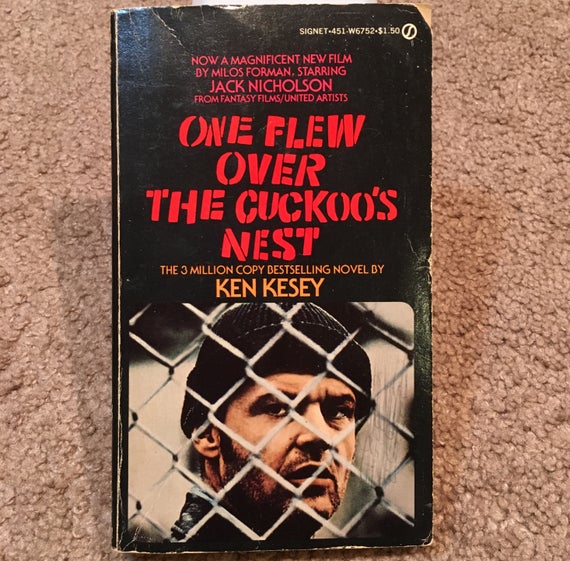 SIGNET•451-W6752•$1.50
NOW A MAGNIFICENT NEW FILM
BY MILOS FORMAN, STARRING
JACK NICHOLSON
FROM FANTASY FILMS/UNITED ARTISTS
ONE FLEW
OVER
THE CUCKOO'S
NEST
THE 3 MILLION COPY BESTSELLING NOVEL BY
KEN KESEY